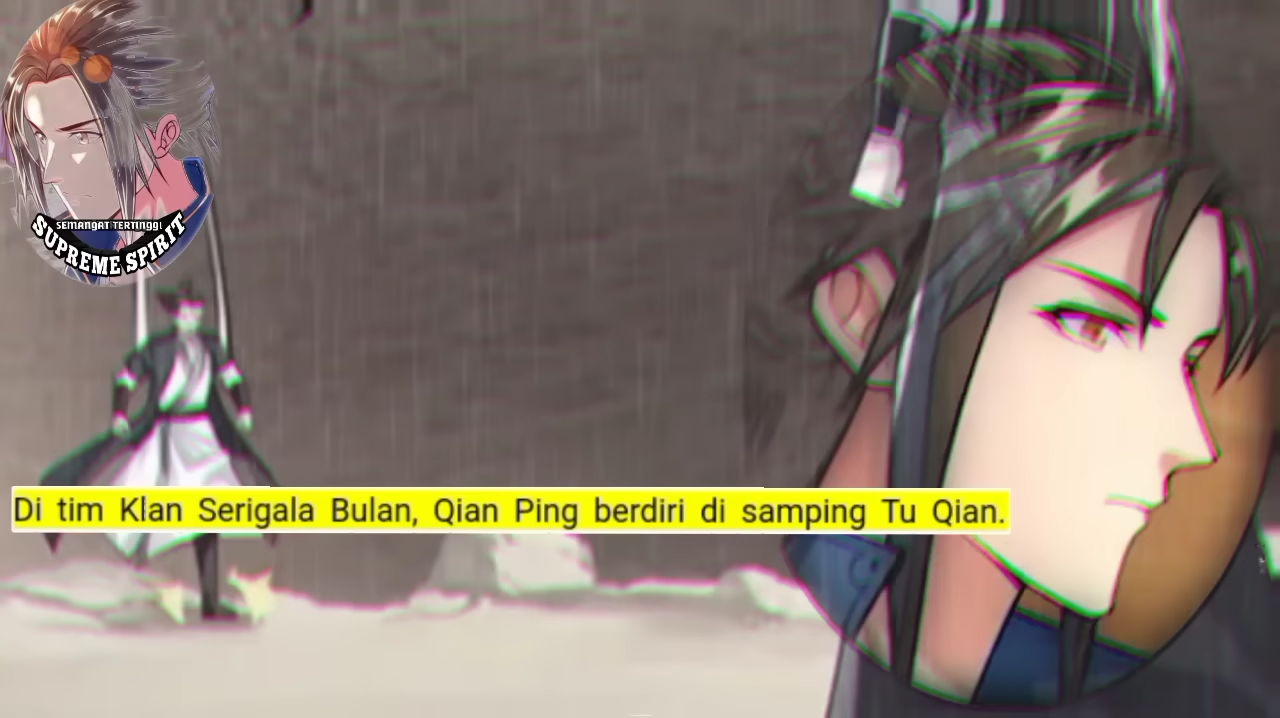 SEMANGAT TERTINGGI
SUPREME SPIRIT
Di tim Klan Serigala Bulan, Qian Ping berdiri di samping Tu Qian.